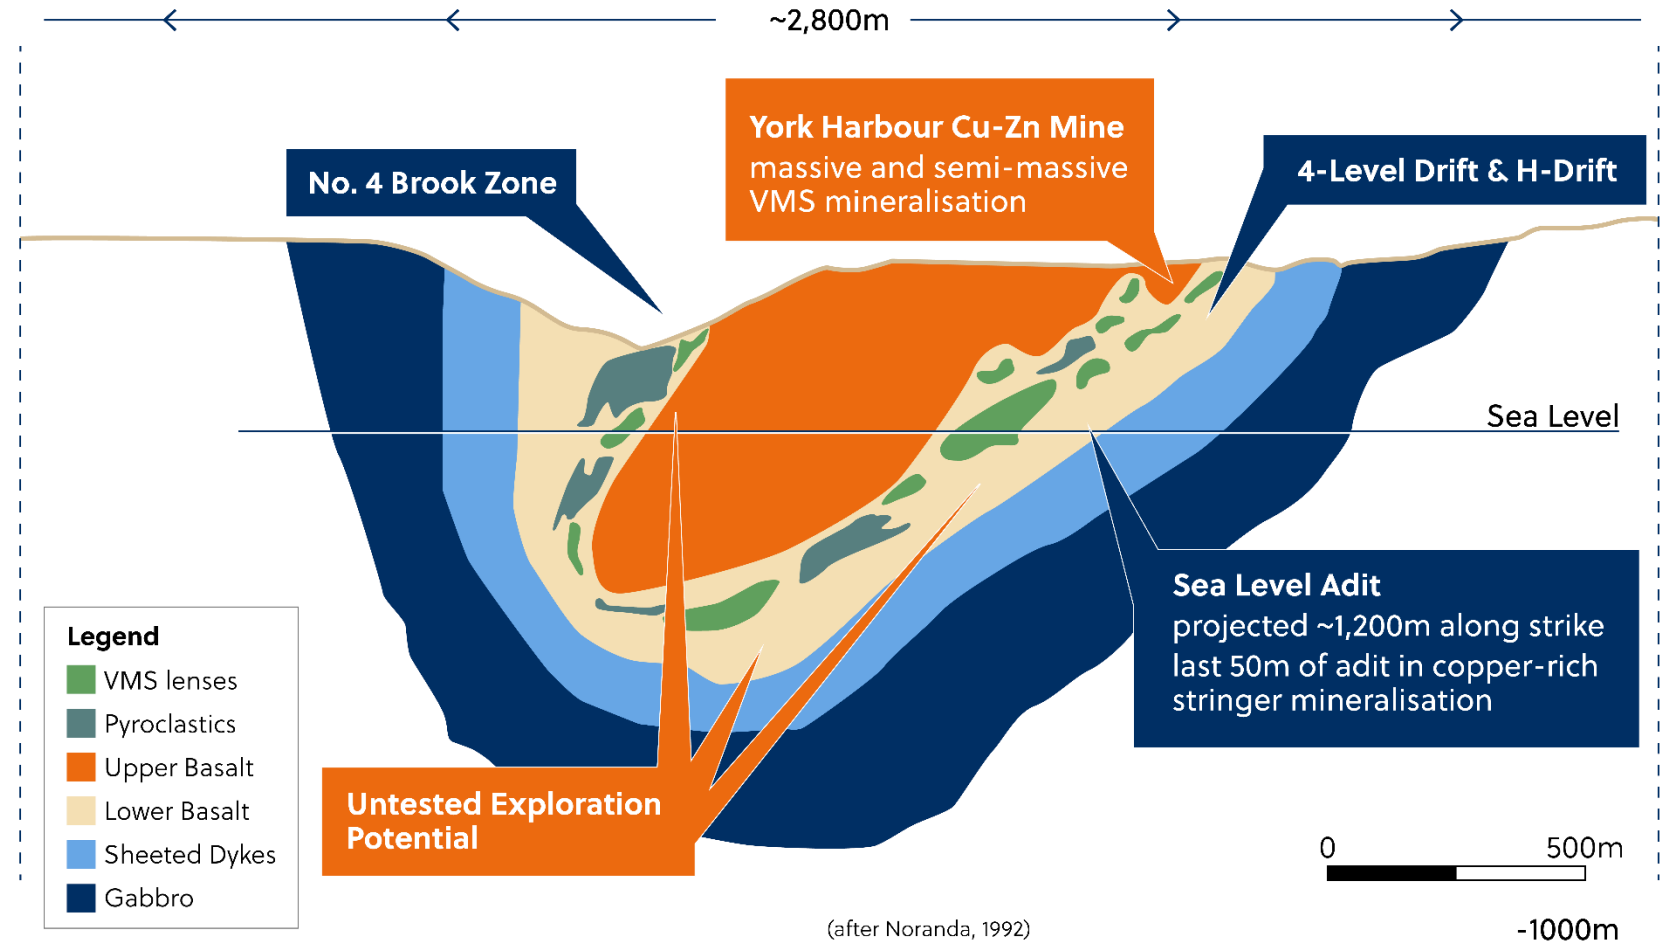 ~2,800m
York Harbour Cu-Zn Mine
massive and semi-massive
VMS mineralisation
No. 4 Brook Zone
4-Level Drift & H-Drift
Sea Level
Sea Level Adit
projected ~1,200m along strike
last 50m of adit in copper-rich
stringer mineralisation
Legend
VMS lenses
Pyroclastics
Upper Basalt
Lower Basalt
Sheeted Dykes
Gabbro
Untested Exploration
Potential
0 500m
(after Noranda, 1992)
-1000m